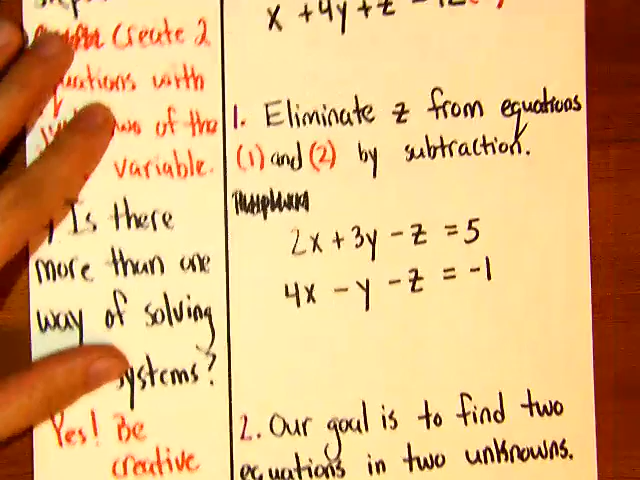 Create 2
equations with
two of the
variable.
Is there
more than one
way of solving
systems?
Yes! Be
creative
x + 4y + z
1. Eliminate z from equations
(1) and (2) by subtraction.
2x + 3y - z = 5
4x - y - z = -1
2. Our goal is to find two
equations in two unknowns.